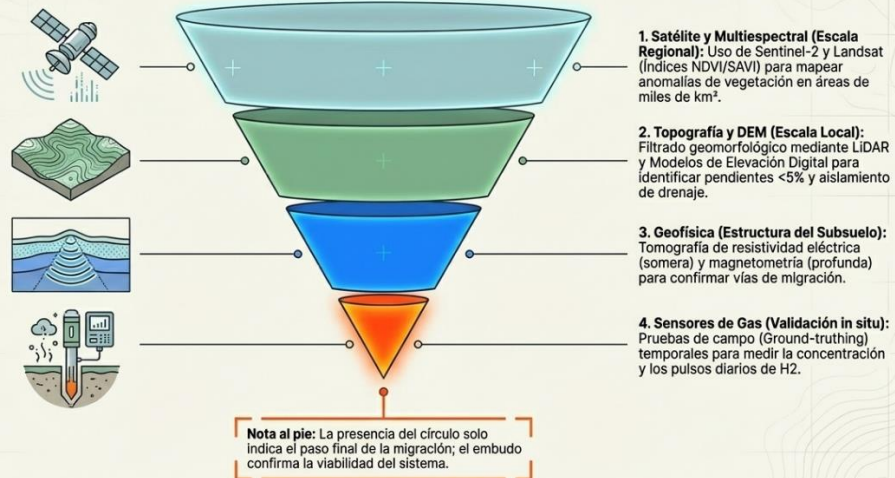 1. Satélite y Multiespectral (Escala
Regional): Uso de Sentinel-2 y Landsat
(Índices NDVI/SAVI) para mapear
anomalías de vegetación en áreas de
miles de km².
2. Topografía y DEM (Escala Local):
Filtrado geomorfológico mediante LiDAR
y Modelos de Elevación Digital para
identificar pendientes <5% y aislamiento
de drenaje.
3. Geofísica (Estructura del Subsuelo):
Tomografía de resistividad eléctrica
(somera) y magnetometría (profunda)
para confirmar vías de migración.
4. Sensores de Gas (Validación in situ):
Pruebas de campo (Ground-truthing)
temporales para medir la concentración
y los pulsos diarios de H2.
Nota al pie: La presencia del círculo solo
indica el paso final de la migración; el embudo
confirma la viabilidad del sistema.